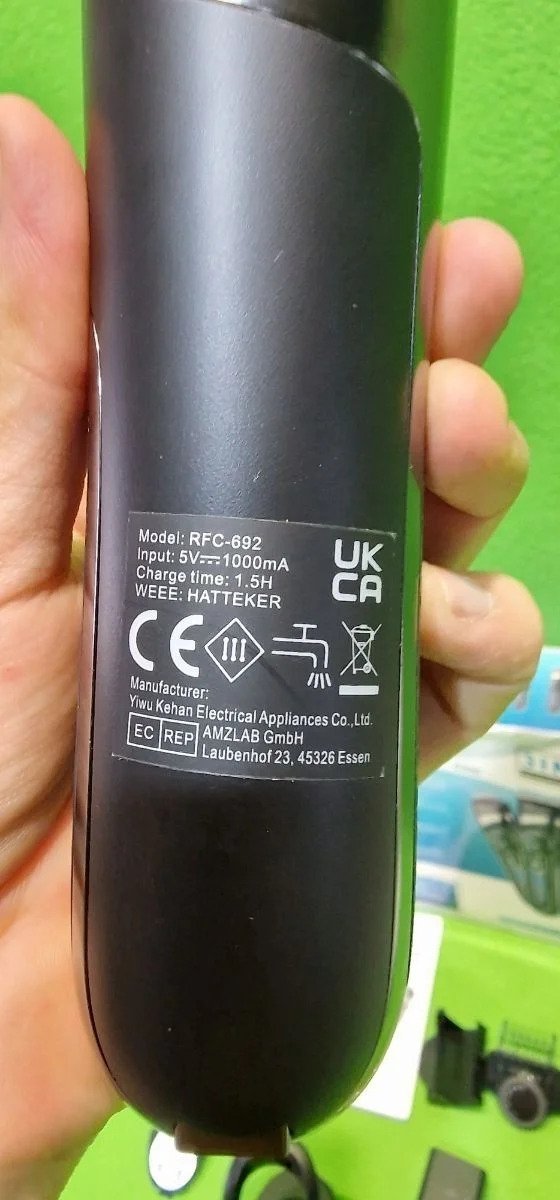 Model: RFC-692
Input: 5V⎓1000mA
Charge time: 1.5H
WEEE: HATTEKER
UK
CA
CE
Manufacturer:
Yiwu Kehan Electrical Appliances Co., Ltd.
EC REP AMZLAB GmbH
Laubenhof 23, 45326 Essen